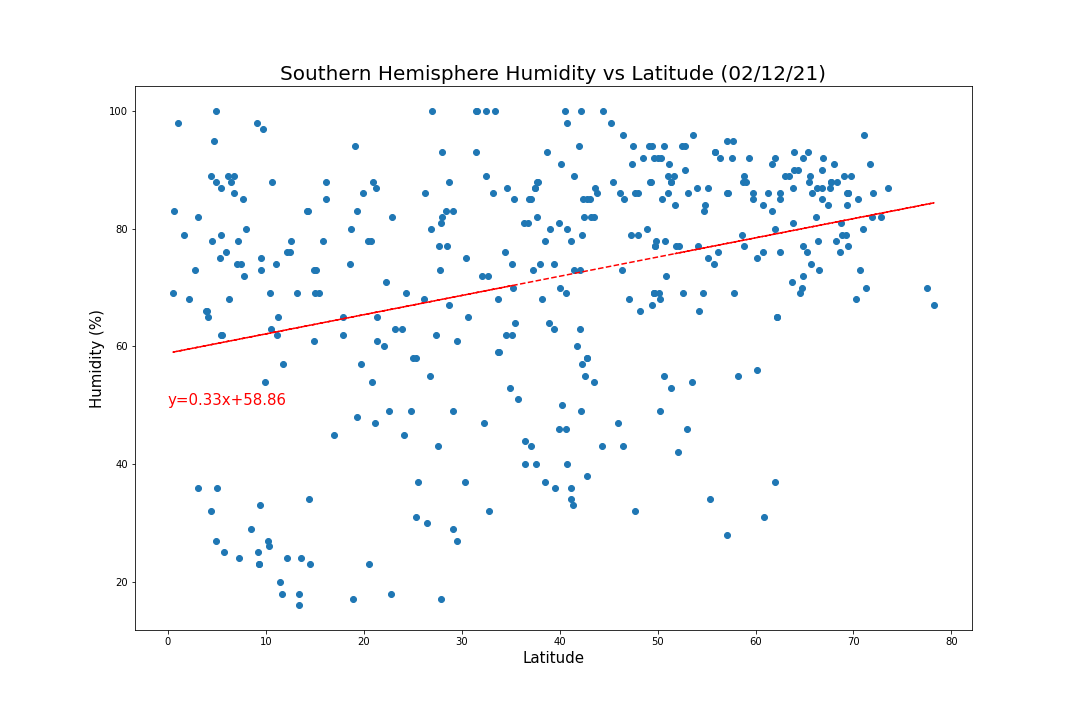 Southern Hemisphere Humidity vs Latitude (02/12/21)
100
80
60
40
20
Humidity (%)
y=0.33x+58.86
0 10 20 30 40 50 60 70 80
Latitude